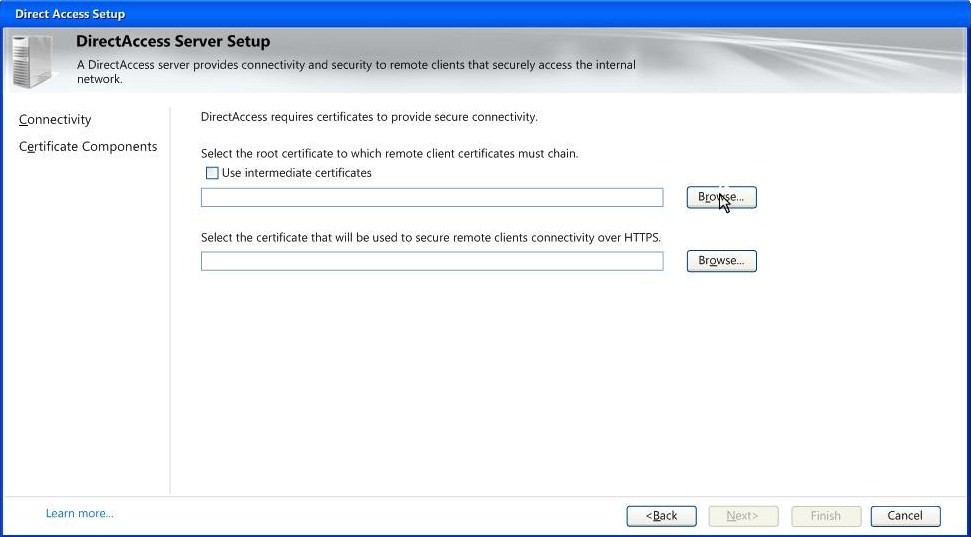 Direct Access Setup
DirectAccess Server Setup
A DirectAccess server provides connectivity and security to remote clients that securely access the internal
network.
Connectivity
Certificate Components
DirectAccess requires certificates to provide secure connectivity.
Select the root certificate to which remote client certificates must chain.
Use intermediate certificates
Browse...
Select the certificate that will be used to secure remote clients connectivity over HTTPS.
Browse...
Learn more...
<Back
Next>
Finish
Cancel